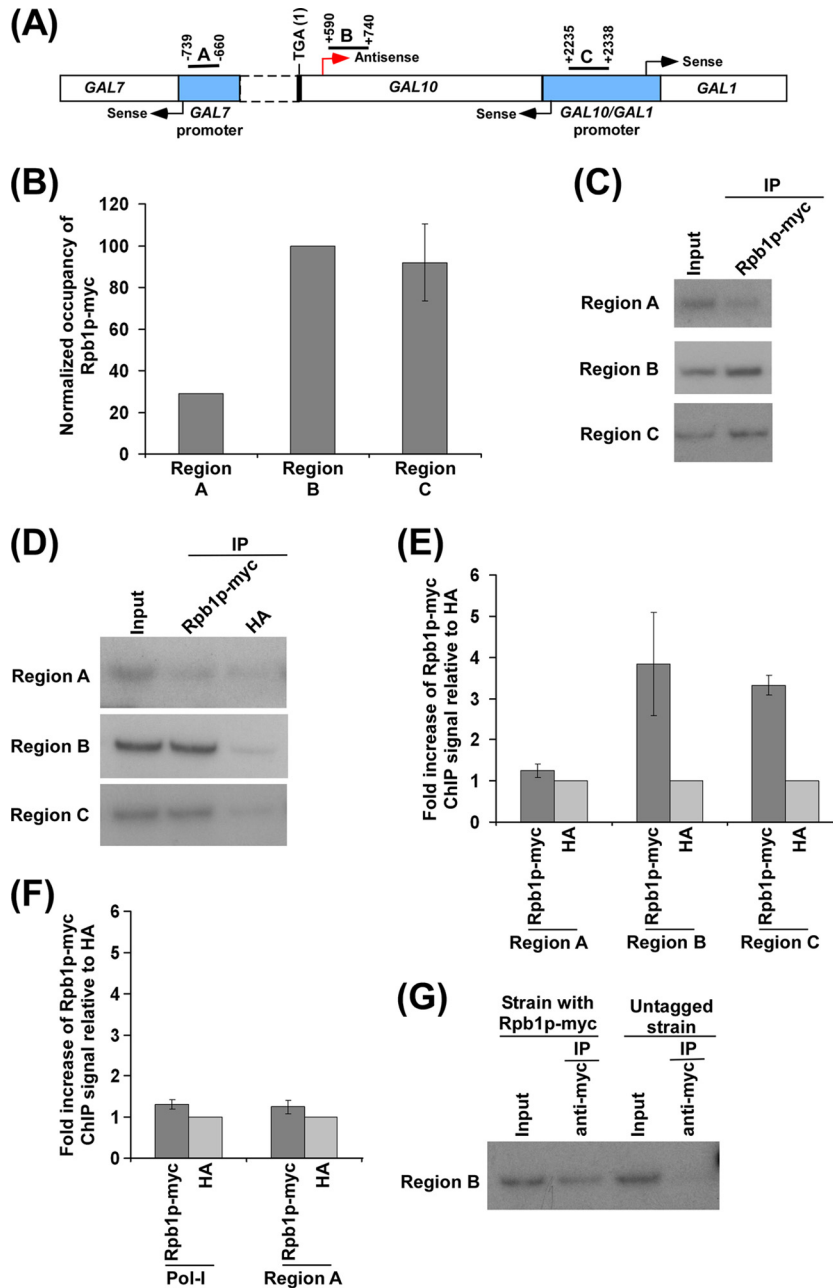 (A)
-739
A
-660
TGA (1)
+590
B
+740
Antisense
+2235
C
+2338
Sense
GAL7
GAL10
GAL1
Sense
GAL7
promoter
Sense
GAL10/GAL1
promoter
(B)
Normalized occupancy of
Rpb1p-myc
120
100
80
60
40
20
0
Region
A
Region
B
Region
C
(C)
IP
Input
Rpb1p-myc
Region A
Region B
Region C
(D)
IP
Input
Rpb1p-myc
HA
Region A
Region B
Region C
(E)
Fold increase of Rpb1p-myc
ChIP signal relative to HA
6
5
4
3
2
1
0
Rpb1p-myc
HA
Rpb1p-myc
HA
Rpb1p-myc
HA
Region A
Region B
Region C
(F)
Fold increase of Rpb1p-myc
ChIP signal relative to HA
6
5
4
3
2
1
0
Rpb1p-myc
HA
Rpb1p-myc
HA
Pol-I
Region A
(G)
Strain with
Rpb1p-myc
Untagged
strain
IP
IP
Input
anti-myc
Input
anti-myc
Region B